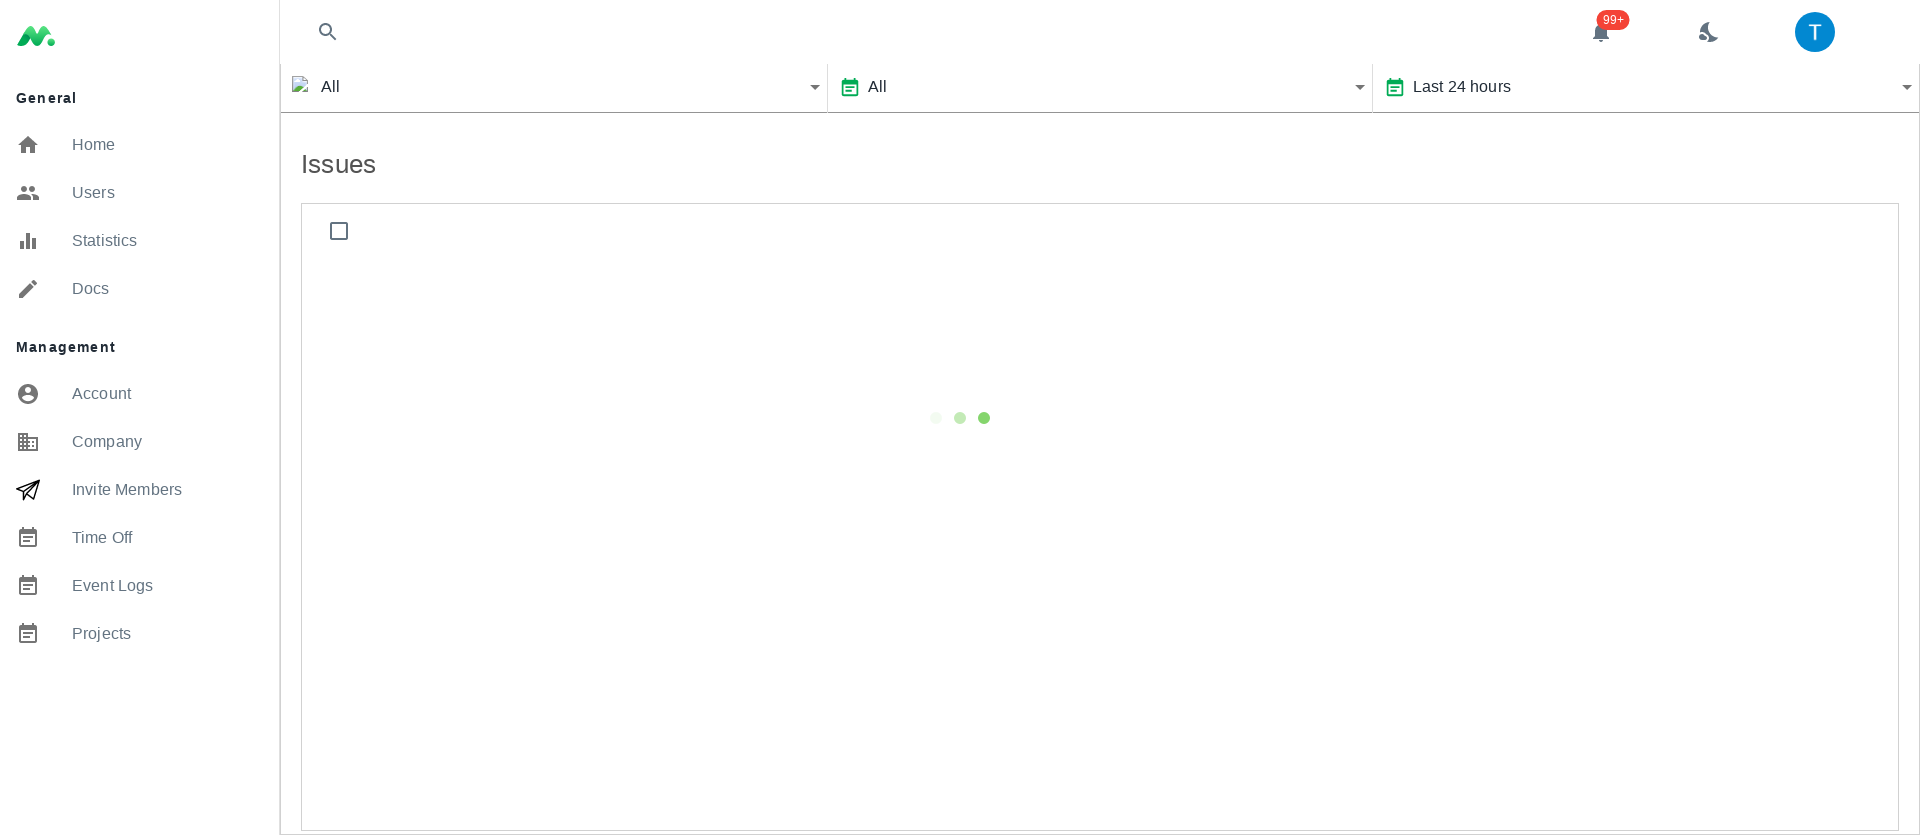 99+
T
General
Home
Users
Statistics
Docs
Management
Account
Company
Invite Members
Time Off
Event Logs
Projects
All
All
Last 24 hours
Issues